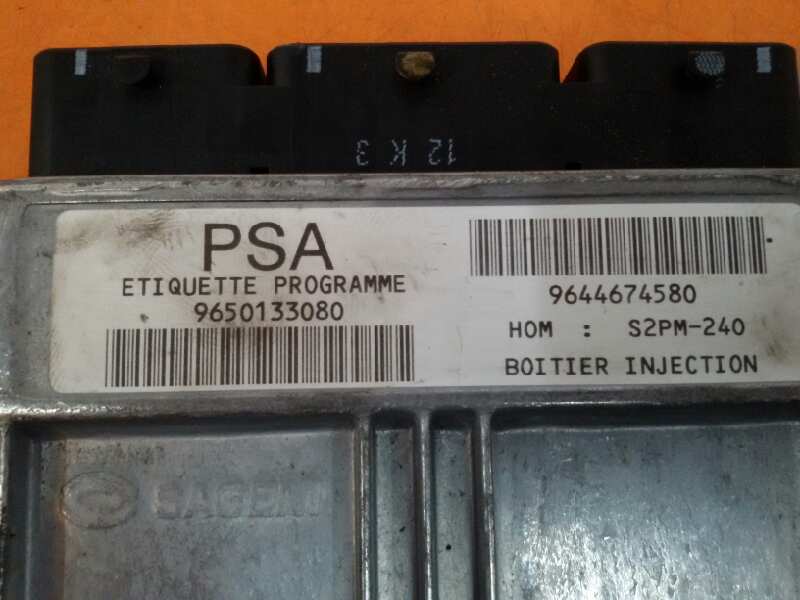 12 K 3
PSA
ETIQUETTE PROGRAMME
9650133080
9644674580
HOM : S2PM-240
BOITIER INJECTION
SAGEM